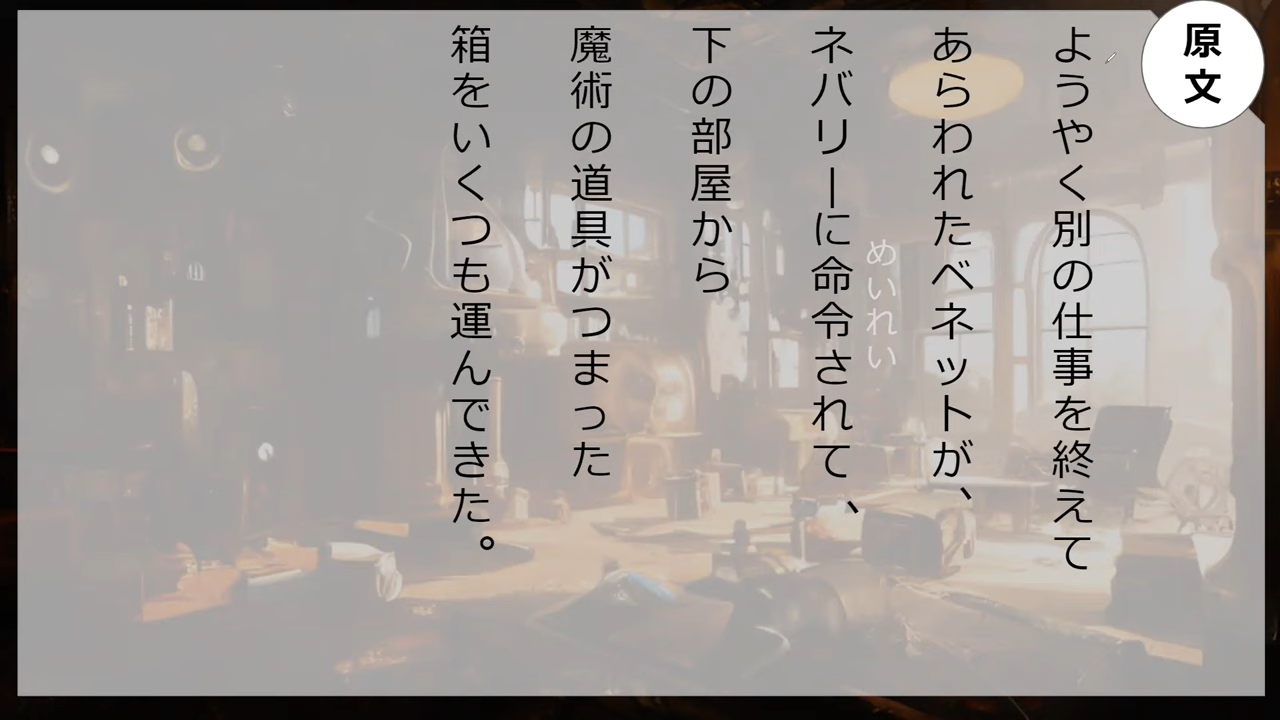 原文
ようやく別の仕事を終えて
あらわれたベネットが、
ネバリーに命令されて、
めいれい
下の部屋から
魔術の道具がつまった
箱をいくつも運んできた。